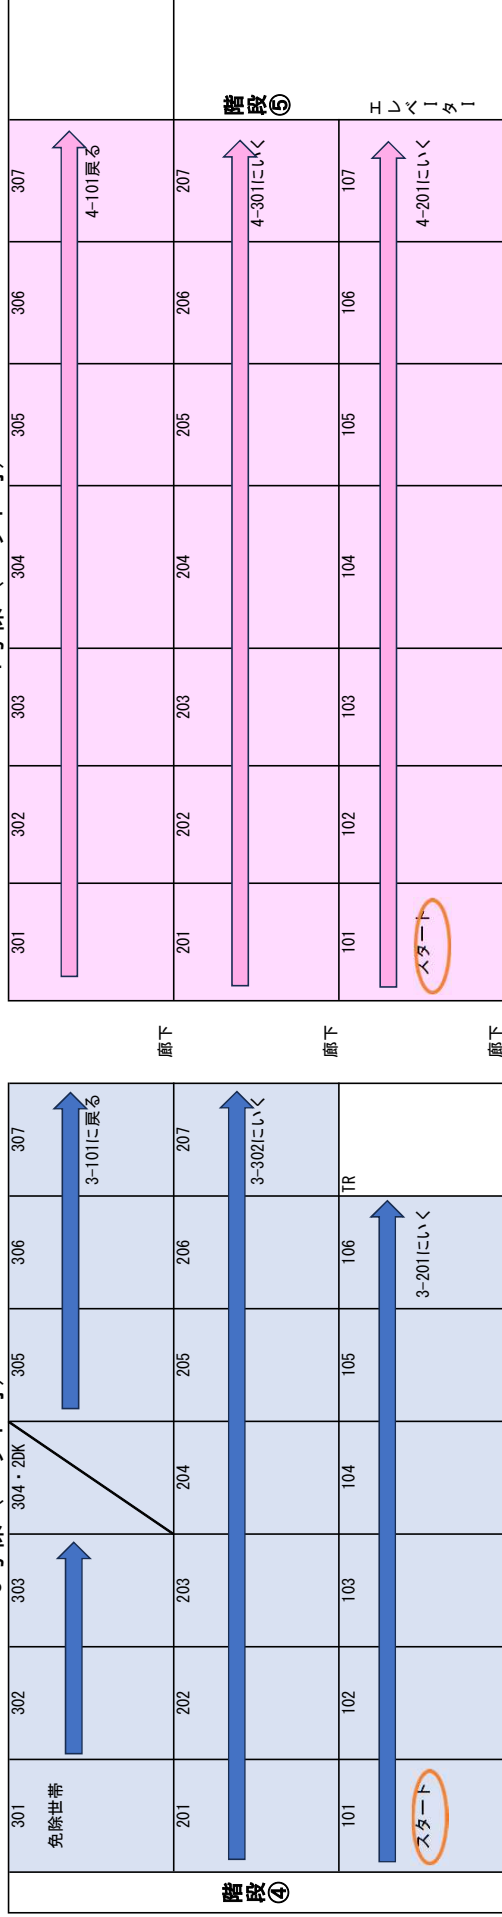 301 302 303 304・2DK 305 306 307
免除世帯
3-101に戻る
廊下
階段④
201 202 203 204 205 206 207
3-302にいく
廊下
101 102 103 104 105 106 TR
スタート
3-201にいく
廊下
301 302 303 304 305 306 307
4-101戻る
201 202 203 204 205 206 207
4-301にいく
階段⑤
101 102 103 104 105 106 107
スタート
4-201にいく
エレベーター